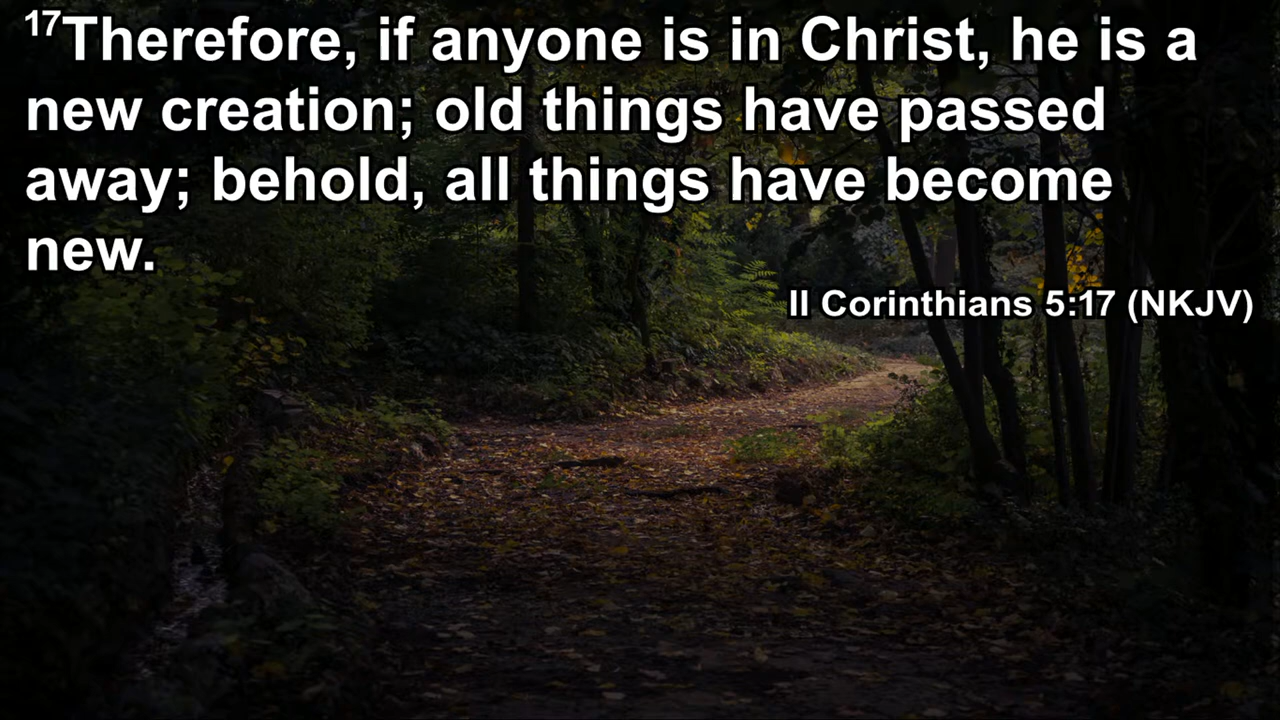 17Therefore, if anyone is in Christ, he is a
new creation; old things have passed
away; behold, all things have become
new.
II Corinthians 5:17 (NKJV)